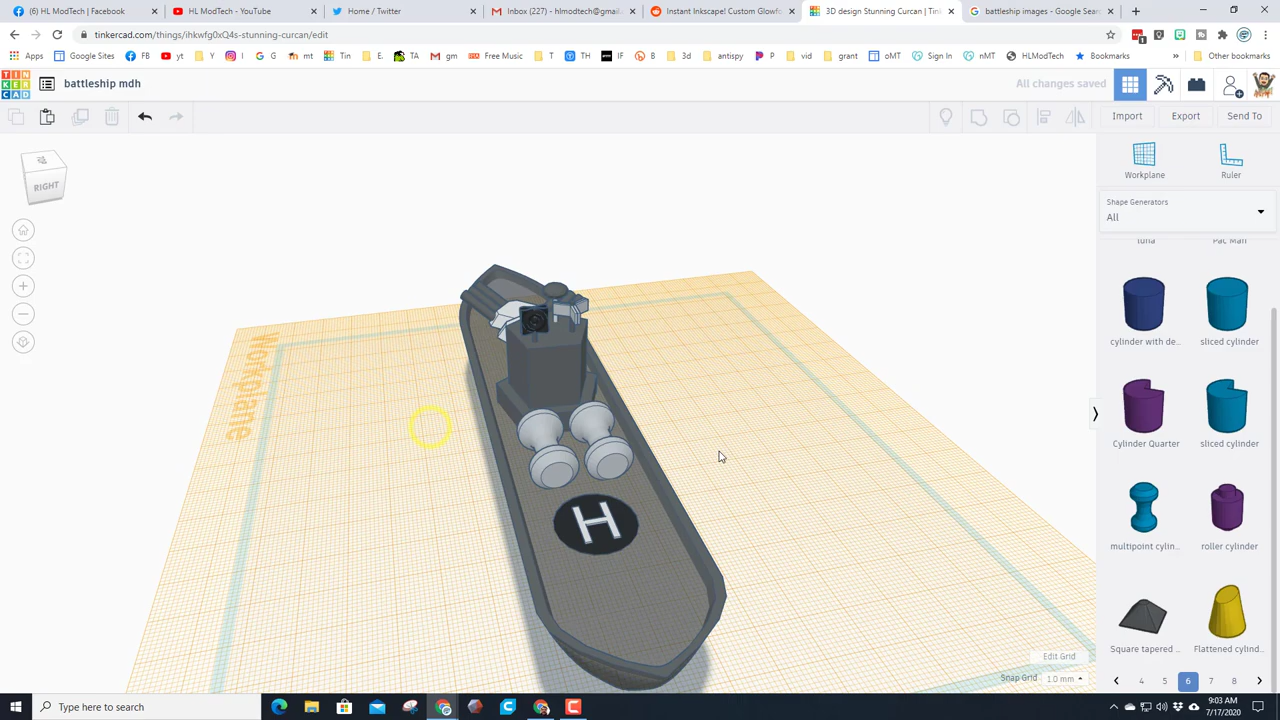 (6) HL ModTech | Facebook
HL ModTech - YouTube
Home / Twitter
Inbox (227) - hlmodtech@gmail.
Instant Inkscape! Custom Glowfo
3D design Stunning Curcan | Tin
battleship images - Google Sear
tinkercad.com/things/ihkwfg0xQ4s-stunning-curcan/edit
1
Apps
Google Sites
FB
yt
Y
I
G
m
Tin
E.
TA
gm
Free Music
T
TH
IF
B
3d
antispy
P
vid
grant
oMT
Sign In
nMT
HLModTech
Bookmarks
Other bookmarks
TIN
KER
CAD
battleship mdh
All changes saved
Import
Export
Send To
RIGHT
Workplane
Ruler
Shape Generators
All
Tuna
Pac Man
cylinder with de...
sliced cylinder
Workplane
Cylinder Quarter
sliced cylinder
H
multipoint cylin...
roller cylinder
Square tapered ...
Flattened cylind...
Edit Grid
Snap Grid 1.0 mm
4 5 6 7 8
Type here to search
9:03 AM
7/17/2020